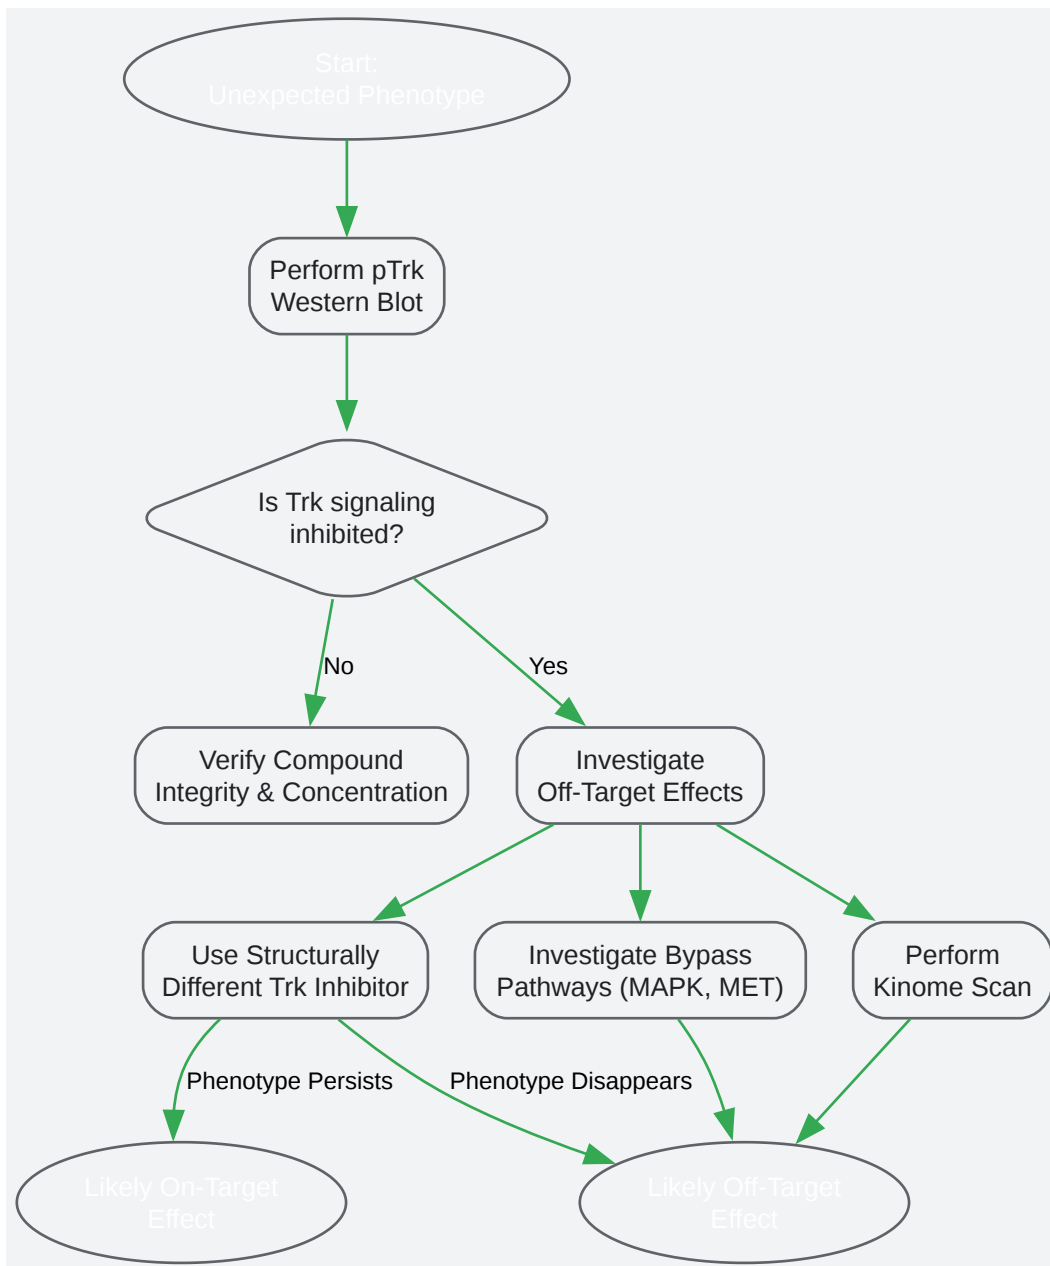 Start:
Unexpected Phenotype
Perform pTrk
Western Blot
Is Trk signaling
inhibited?
No
Yes
Verify Compound
Integrity & Concentration
Investigate
Off-Target Effects
Use Structurally
Different Trk Inhibitor
Investigate Bypass
Pathways (MAPK, MET)
Perform
Kinome Scan
Phenotype Persists
Phenotype Disappears
Likely On-Target
Effect
Likely Off-Target
Effect